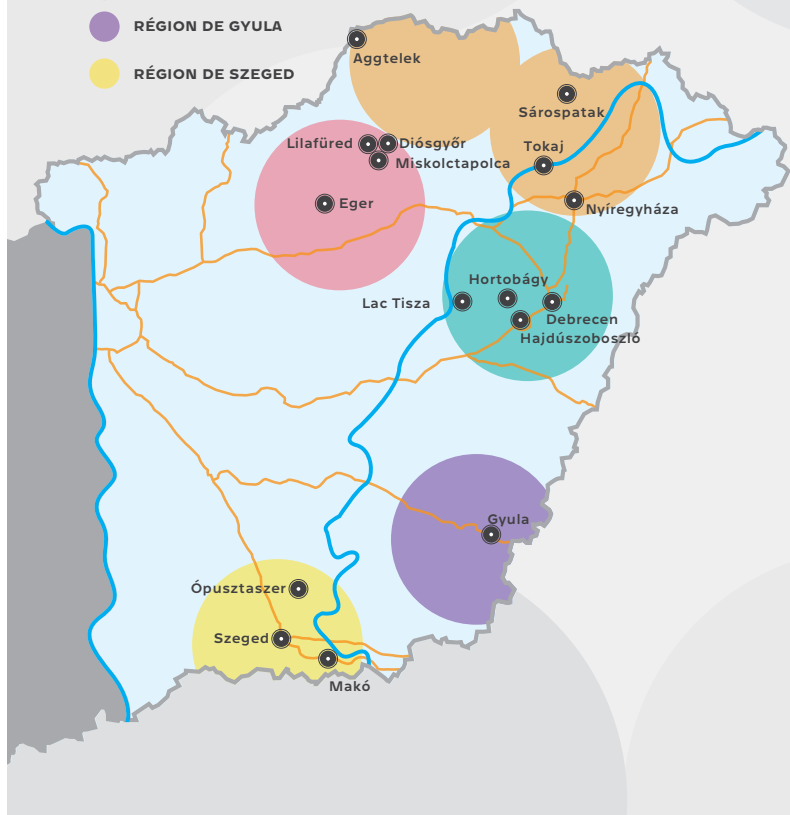 RÉGION DE GYULA
RÉGION DE SZEGED
Aggtelek
Sárospatak
Lilafüred
Diósgyőr
Tokaj
Miskolctapolca
Eger
Nyíregyháza
Hortobágy
Lac Tisza
Debrecen
Hajdúszoboszló
Gyula
Ópusztaszer
Szeged
Makó